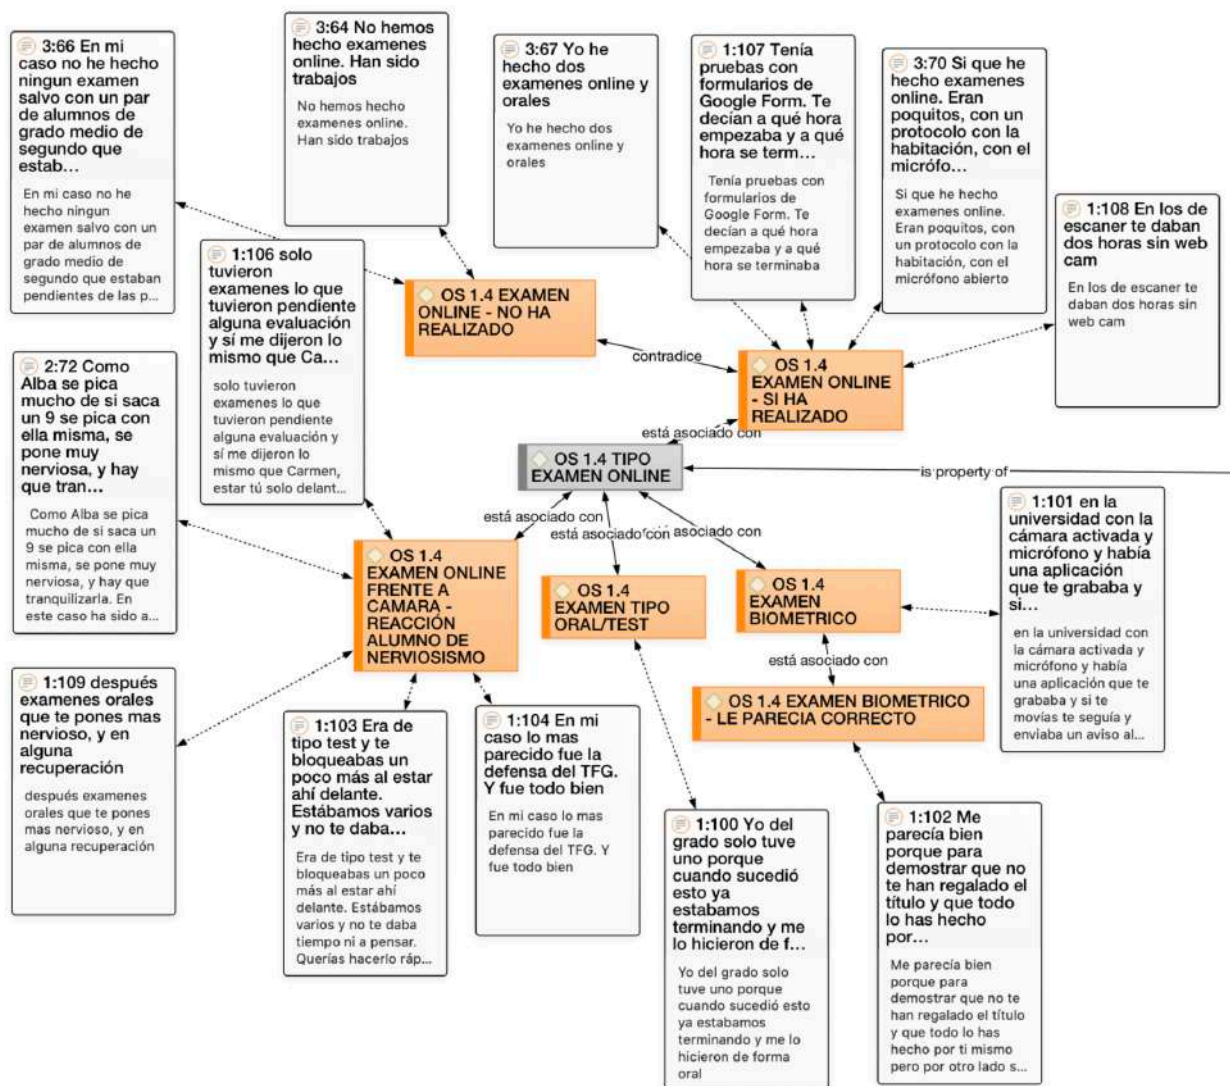 3:66 En mi
caso no he hecho
ningun examen
salvo con un par
de alumnos de
grado medio de
segundo que
estab...
En mi caso no he
hecho ningun
examen salvo con un
par de alumnos de
grado medio de
segundo que estaban
pendientes de las p...
3:64 No hemos
hecho examenes
online. Han sido
trabajos
No hemos hecho
examenes online.
Han sido trabajos
3:67 Yo he
hecho dos
examenes online y
orales
Yo he hecho dos
examenes online y
orales
1:107 Tenía
pruebas con
formularios de
Google Form. Te
decían a qué hora
empezaba y a qué
hora se term...
Tenía pruebas con
formularios de
Google Form. Te
decían a qué hora
empezaba y a qué
hora se terminaba
3:70 Si que he
hecho examenes
online. Eran
poquitos, con un
protocolo con la
habitación, con el
micrófo...
Si que he hecho
examenes online.
Eran poquitos, con
un protocolo con la
habitación, con el
micrófono abierto
1:108 En los de
escaner te daban
dos horas sin web
cam
En los de escaner te
daban dos horas sin
web cam
1:106 solo
tuvieron
examenes lo que
tuvieron pendiente
alguna evaluación
y sí me dijeron lo
mismo que Ca...
solo tuvieron
examenes lo que
tuvieron pendiente
alguna evaluación y
sí me dijeron lo
mismo que Carmen,
estar tú solo delant...
OS 1.4 EXAMEN
ONLINE - NO HA
REALIZADO
contradice
OS 1.4
EXAMEN ONLINE
- SI HA
REALIZADO
está asociado con
OS 1.4 TIPO
EXAMEN ONLINE
is property of
2:72 Como
Alba se pica
mucho de si saca
un 9 se pica con
ella misma, se
pone muy
nerviosa, y hay
que tran...
Como Alba se pica
mucho de si saca un
9 se pica con ella
misma, se pone muy
nerviosa, y hay que
tranquilizarla. En
este caso ha sido a...
está asociado con
está asociado con
está asociado con
OS 1.4
EXAMEN ONLINE
FRENTE A
CAMARA -
REACCIÓN
ALUMNO DE
NERVIOSISMO
OS 1.4
EXAMEN TIPO
ORAL/TEST
OS 1.4
EXAMEN
BIOMETRICO
está asociado con
OS 1.4 EXAMEN BIOMETRICO
- LE PARECIA CORRECTO
1:101 en la
universidad con la
cámara activada y
micrófono y había
una aplicación
que te grababa y
si...
en la universidad con
la cámara activada y
micrófono y había
una aplicación que te
grababa y si te
movías te seguía y
enviaba un aviso al...
1:109 después
examenes orales
que te pones mas
nervioso, y en
alguna
recuperación
después examenes
orales que te pones
mas nervioso, y en
alguna recuperación
1:103 Era de
tipo test y te
bloqueabas un
poco más al estar
ahí delante.
Estábamos varios
y no te daba...
Era de tipo test y te
bloqueabas un poco
más al estar ahí
delante. Estábamos
varios y no te daba
tiempo ni a pensar.
Querías hacerlo ráp...
1:104 En mi
caso lo mas
parecido fue la
defensa del TFG.
Y fue todo bien
En mi caso lo mas
parecido fue la
defensa del TFG. Y
fue todo bien
1:100 Yo del
grado solo tuve
uno porque
cuando sucedió
esto ya
estabamos
terminando y me
lo hicieron de f...
Yo del grado solo
tuve uno porque
cuando sucedió esto
ya estabamos
terminando y me lo
hicieron de forma
oral
1:102 Me
parecía bien
porque para
demostrar que no
te han regalado el
título y que todo
lo has hecho
por...
Me parecía bien
porque para
demostrar que no te
han regalado el título
y que todo lo has
hecho por ti mismo
pero por otro lado s...